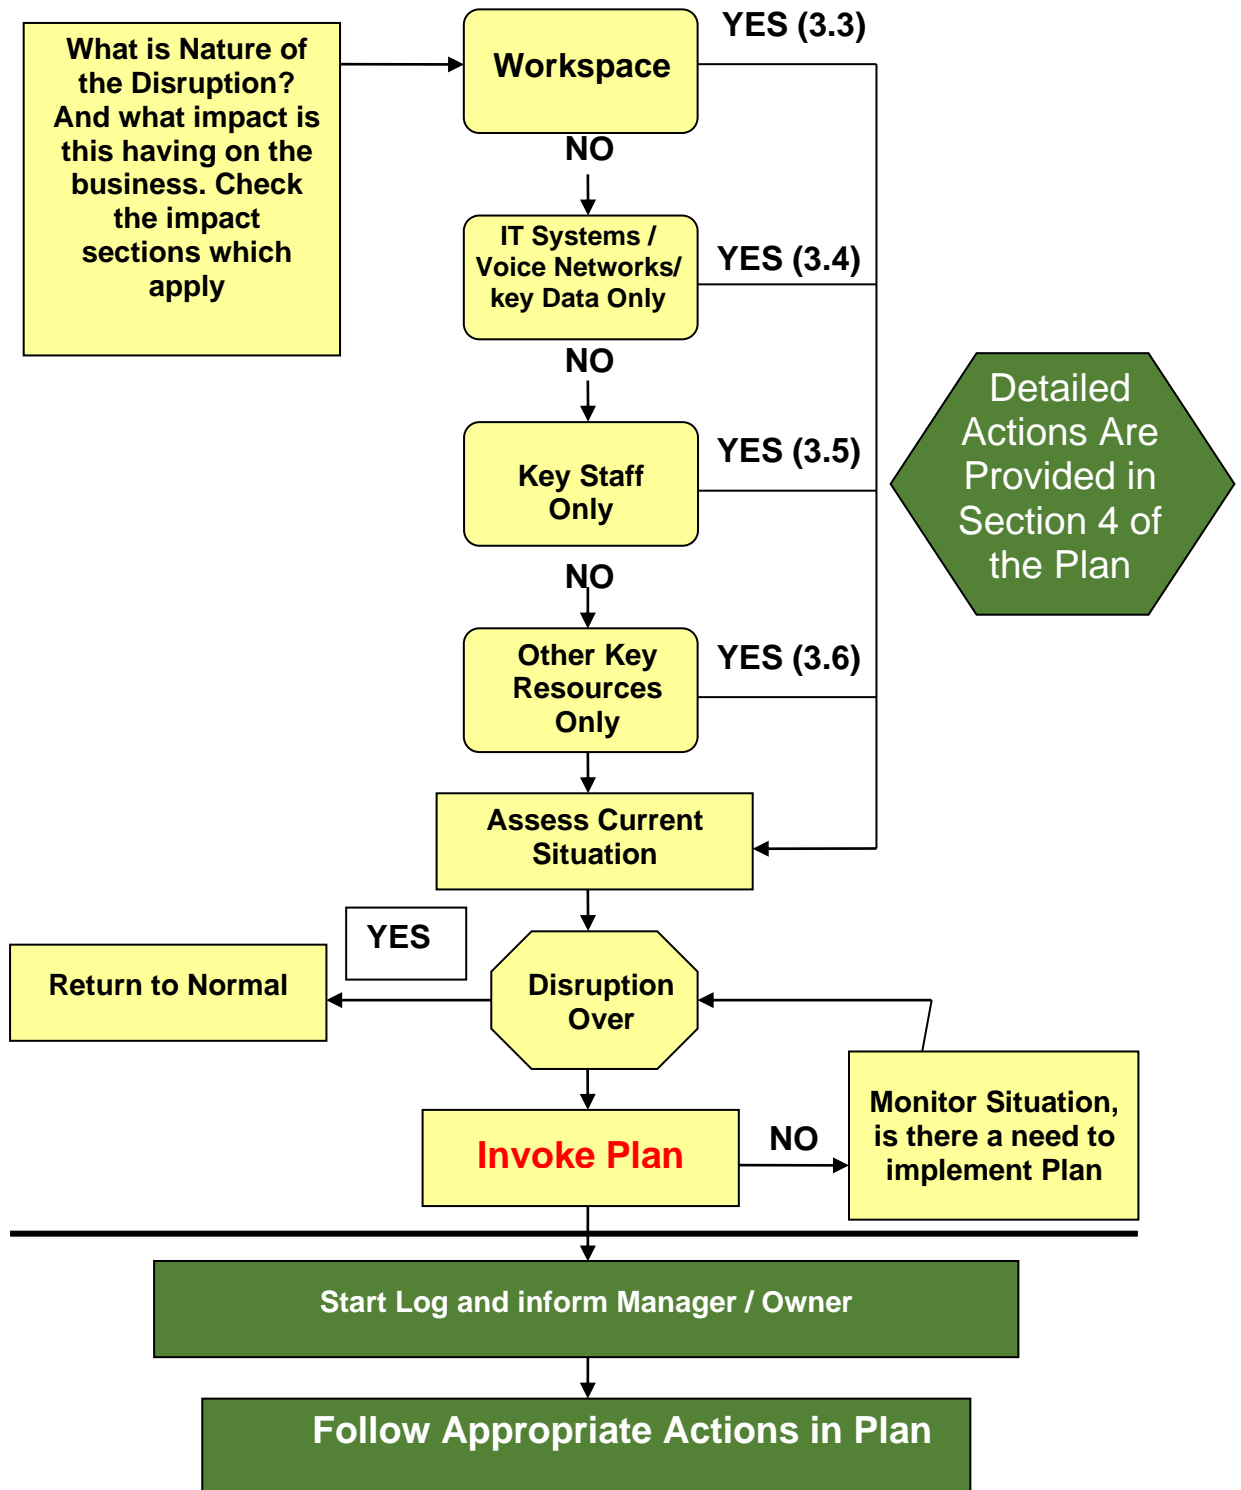 What is Nature of
the Disruption?
And what impact is
this having on the
business. Check
the impact
sections which
apply
Workspace
YES (3.3)
NO
IT Systems /
Voice Networks/
key Data Only
YES (3.4)
NO
Key Staff
Only
YES (3.5)
NO
Other Key
Resources
Only
YES (3.6)
Detailed
Actions Are
Provided in
Section 4 of
the Plan
Assess Current
Situation
Disruption
Over
YES
Return to Normal
Invoke Plan
NO
Monitor Situation,
is there a need to
implement Plan
Start Log and inform Manager / Owner
Follow Appropriate Actions in Plan